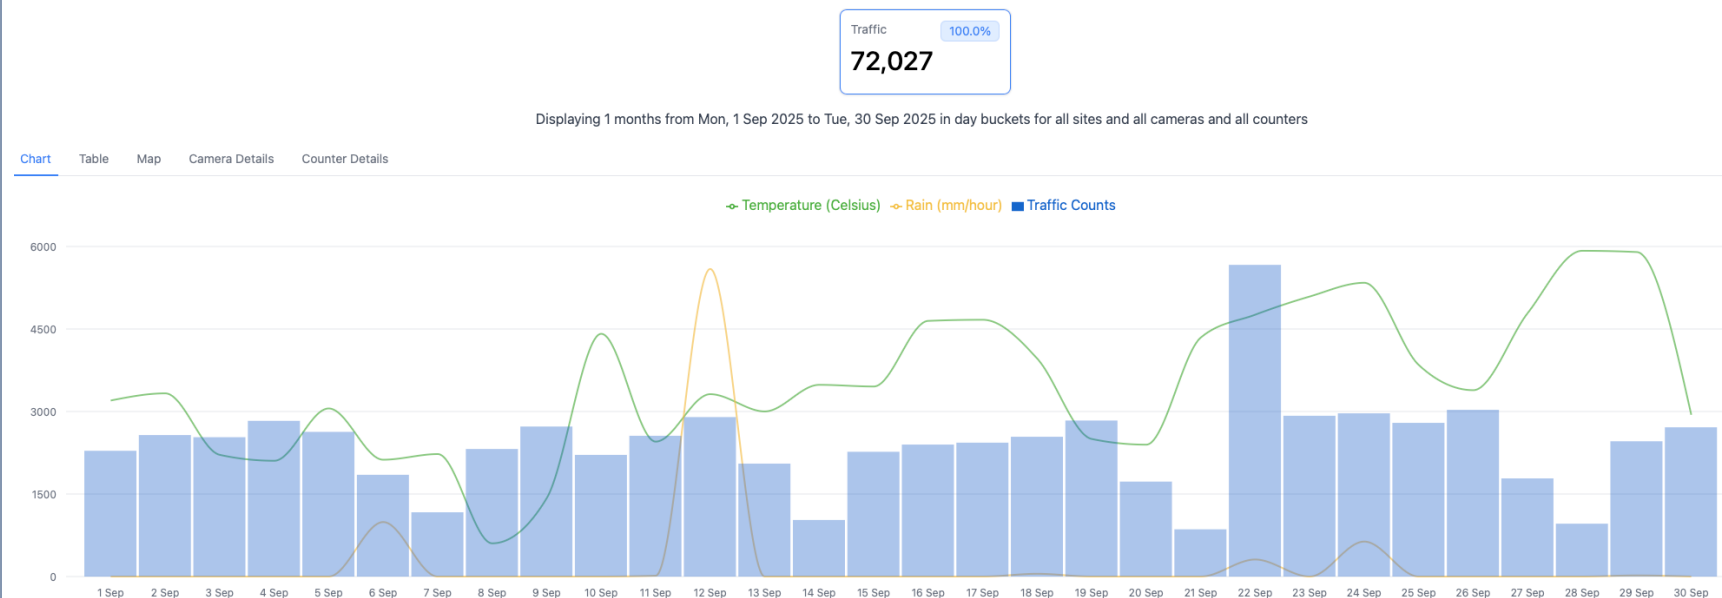 Traffic 100.0%
72,027
Displaying 1 months from Mon, 1 Sep 2025 to Tue, 30 Sep 2025 in day buckets for all sites and all cameras and all counters
Chart Table Map Camera Details Counter Details
Temperature (Celsius) Rain (mm/hour) Traffic Counts
6000
4500
3000
1500
0
1 Sep 2 Sep 3 Sep 4 Sep 5 Sep 6 Sep 7 Sep 8 Sep 9 Sep 10 Sep 11 Sep 12 Sep 13 Sep 14 Sep 15 Sep 16 Sep 17 Sep 18 Sep 19 Sep 20 Sep 21 Sep 22 Sep 23 Sep 24 Sep 25 Sep 26 Sep 27 Sep 28 Sep 29 Sep 30 Sep